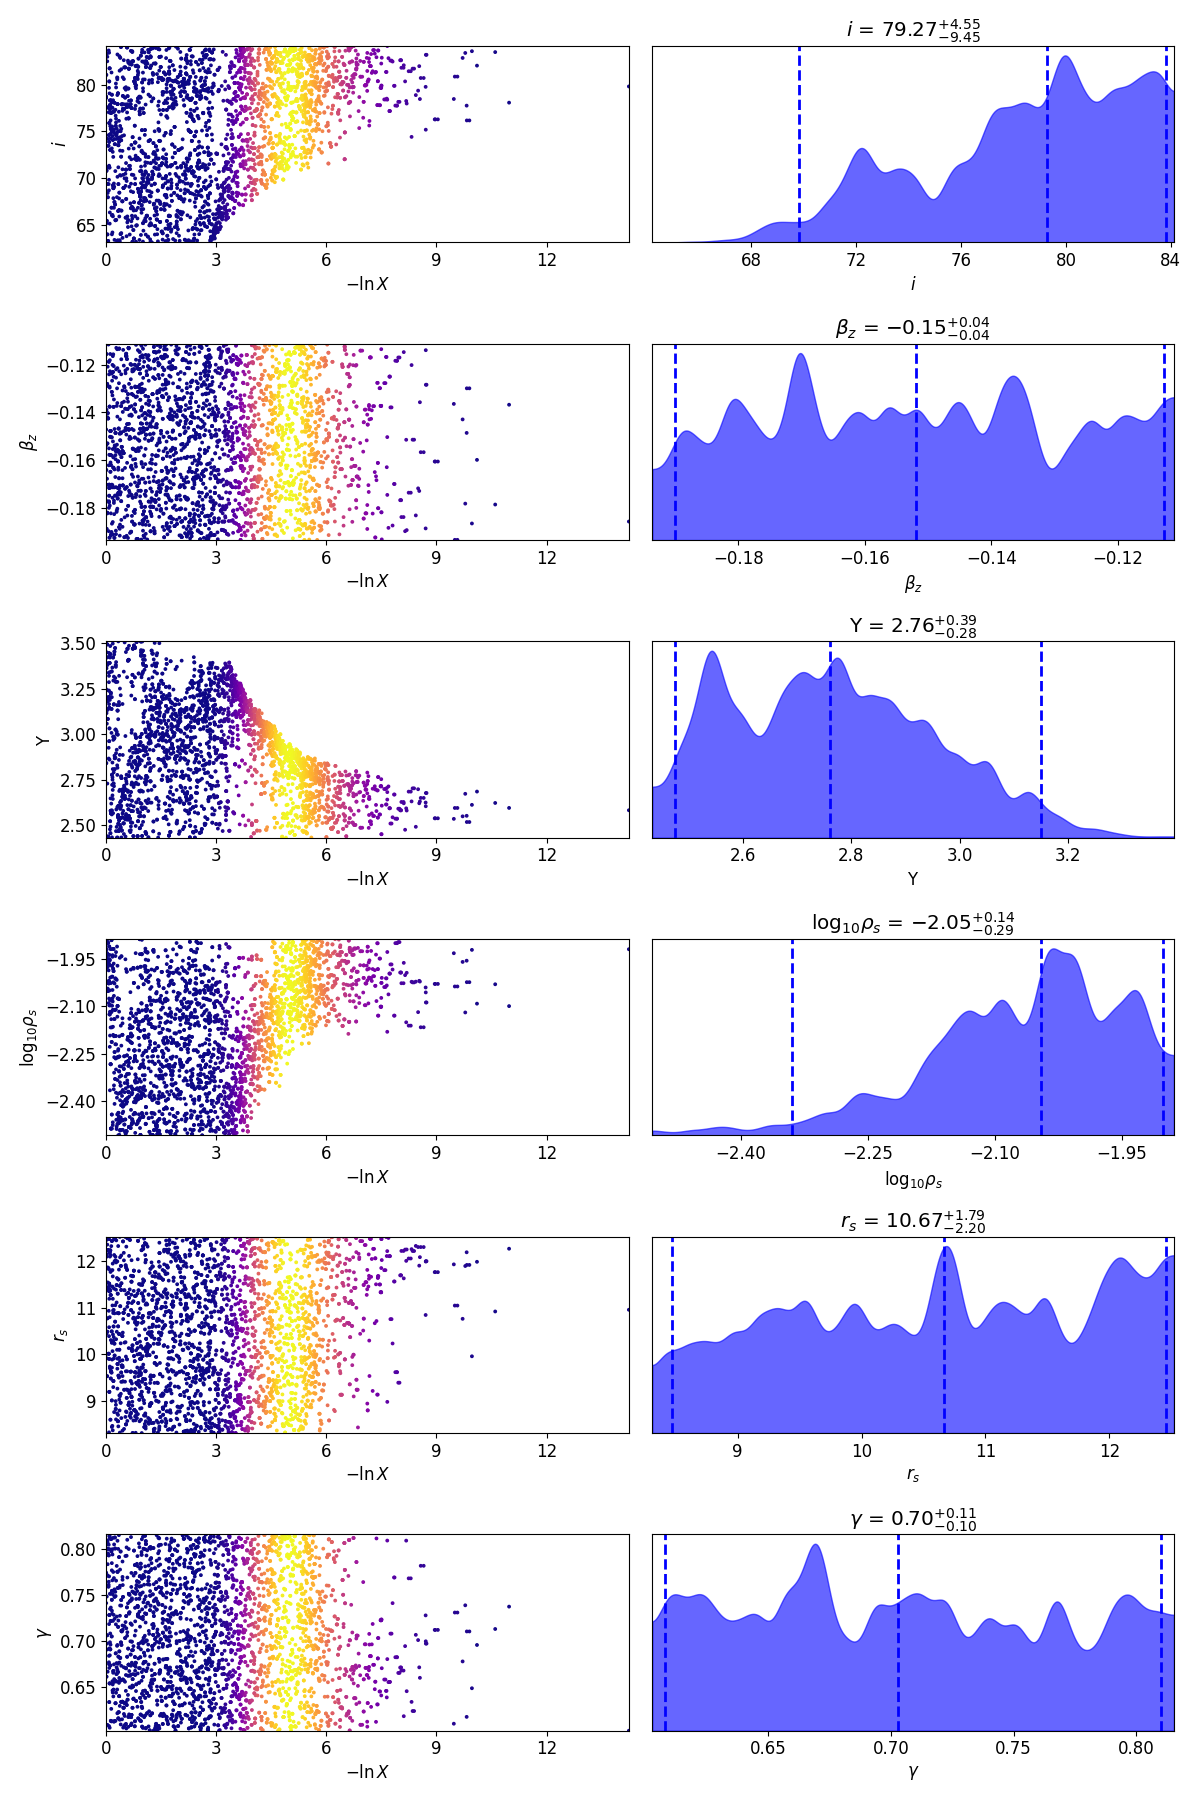 i = 79.27+4.55−9.45
80
75
70
65
i
0 3 6 9 12
−ln X
68 72 76 80 84
i
βz = −0.15+0.04−0.04
−0.12
−0.14
−0.16
−0.18
βz
0 3 6 9 12
−ln X
−0.18 −0.16 −0.14 −0.12
βz
Y = 2.76+0.39−0.28
3.50
3.25
3.00
2.75
2.50
Y
0 3 6 9 12
−ln X
2.6 2.8 3.0 3.2
Y
log10ρs = −2.05+0.14−0.29
−1.95
−2.10
−2.25
−2.40
log10ρs
0 3 6 9 12
−ln X
−2.40 −2.25 −2.10 −1.95
log10ρs
rs = 10.67+1.79−2.20
12
11
10
9
rs
0 3 6 9 12
−ln X
9 10 11 12
rs
γ = 0.70+0.11−0.10
0.80
0.75
0.70
0.65
γ
0 3 6 9 12
−ln X
0.65 0.70 0.75 0.80
γ